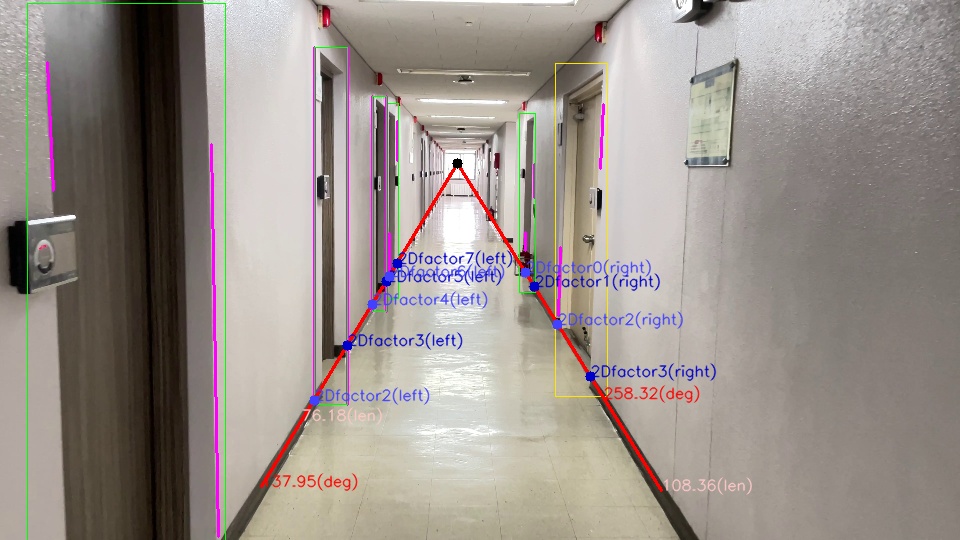 2Dfactor7(left)
2Dfactor6(left)
2Dfactor5(left)
2Dfactor0(right)
2Dfactor1(right)
2Dfactor4(left)
2Dfactor2(right)
2Dfactor3(left)
2Dfactor3(right)
258.32(deg)
2Dfactor2(left)
76.18(len)
37.95(deg)
108.36(len)